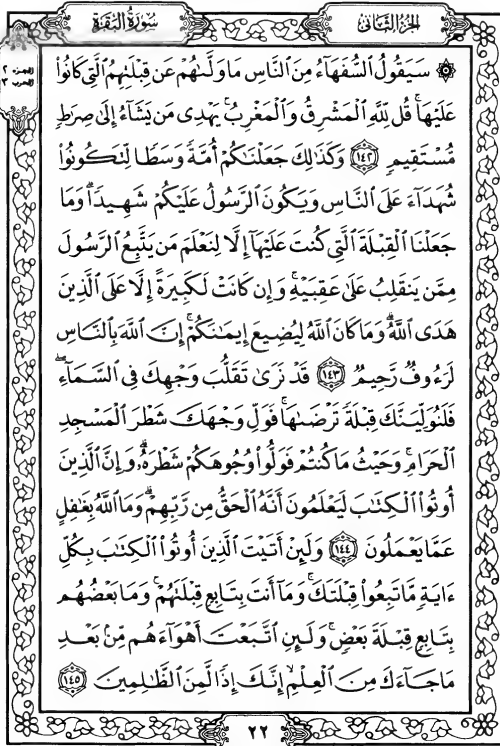 الجزء الثاني
سورة البقرة
الجزء ٢
الحزب ٣
۞ سَيَقُولُ ٱلسُّفَهَآءُ مِنَ ٱلنَّاسِ مَا وَلَّىٰهُمْ عَن قِبْلَتِهِمُ ٱلَّتِى كَانُوا۟
عَلَيْهَا ۚ قُل لِّلَّهِ ٱلْمَشْرِقُ وَٱلْمَغْرِبُ ۚ يَهْدِى مَن يَشَآءُ إِلَىٰ صِرَٰطٍ
مُّسْتَقِيمٍ ﴿١٤٢﴾ وَكَذَٰلِكَ جَعَلْنَٰكُمْ أُمَّةً وَسَطًا لِّتَكُونُوا۟
شُهَدَآءَ عَلَى ٱلنَّاسِ وَيَكُونَ ٱلرَّسُولُ عَلَيْكُمْ شَهِيدًا ۗ وَمَا
جَعَلْنَا ٱلْقِبْلَةَ ٱلَّتِى كُنتَ عَلَيْهَآ إِلَّا لِنَعْلَمَ مَن يَتَّبِعُ ٱلرَّسُولَ
مِمَّن يَنقَلِبُ عَلَىٰ عَقِبَيْهِ ۚ وَإِن كَانَتْ لَكَبِيرَةً إِلَّا عَلَى ٱلَّذِينَ
هَدَى ٱللَّهُ ۗ وَمَا كَانَ ٱللَّهُ لِيُضِيعَ إِيمَٰنَكُمْ ۚ إِنَّ ٱللَّهَ بِٱلنَّاسِ
لَرَءُوفٌ رَّحِيمٌ ﴿١٤٣﴾ قَدْ نَرَىٰ تَقَلُّبَ وَجْهِكَ فِى ٱلسَّمَآءِ ۖ
فَلَنُوَلِّيَنَّكَ قِبْلَةً تَرْضَىٰهَا ۚ فَوَلِّ وَجْهَكَ شَطْرَ ٱلْمَسْجِدِ
ٱلْحَرَامِ ۚ وَحَيْثُ مَا كُنتُمْ فَوَلُّوا۟ وُجُوهَكُمْ شَطْرَهُۥ ۗ وَإِنَّ ٱلَّذِينَ
أُوتُوا۟ ٱلْكِتَٰبَ لَيَعْلَمُونَ أَنَّهُ ٱلْحَقُّ مِن رَّبِّهِمْ ۗ وَمَا ٱللَّهُ بِغَٰفِلٍ
عَمَّا يَعْمَلُونَ ﴿١٤٤﴾ وَلَئِنْ أَتَيْتَ ٱلَّذِينَ أُوتُوا۟ ٱلْكِتَٰبَ بِكُلِّ
ءَايَةٍ مَّا تَبِعُوا۟ قِبْلَتَكَ ۚ وَمَآ أَنتَ بِتَابِعٍ قِبْلَتَهُمْ ۚ وَمَا بَعْضُهُم
بِتَابِعٍ قِبْلَةَ بَعْضٍ ۚ وَلَئِنِ ٱتَّبَعْتَ أَهْوَآءَهُم مِّنۢ بَعْدِ
مَا جَآءَكَ مِنَ ٱلْعِلْمِ ۙ إِنَّكَ إِذًا لَّمِنَ ٱلظَّٰلِمِينَ ﴿١٤٥﴾
٢٢